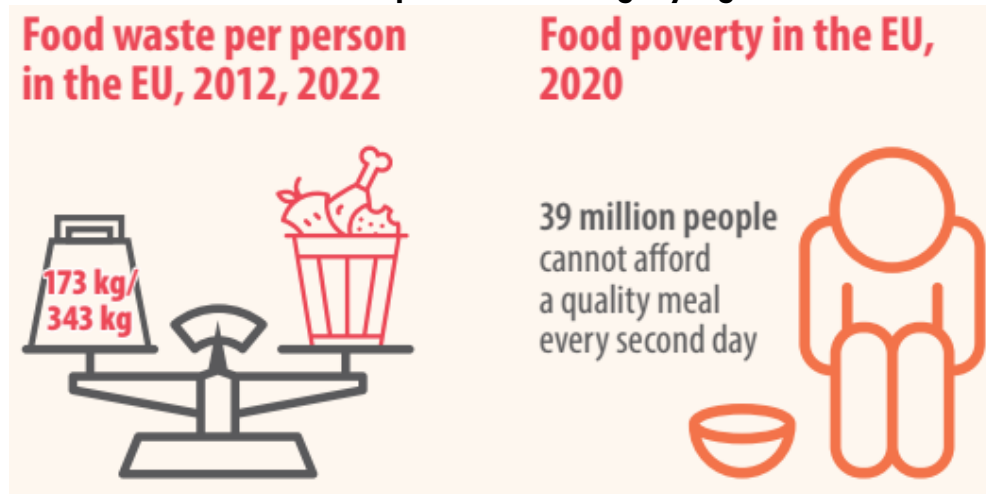 Food waste per person
in the EU, 2012, 2022
173 kg/
343 kg
Food poverty in the EU,
2020
39 million people
cannot afford
a quality meal
every second day